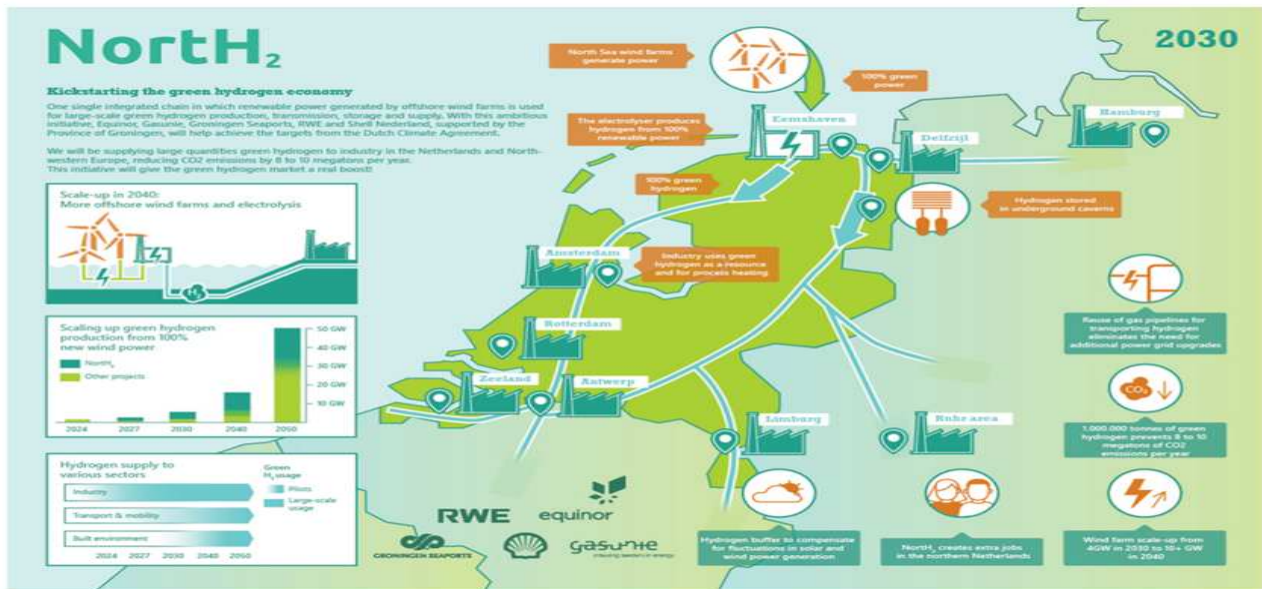 NortH₂
2030
Kickstarting the green hydrogen economy
One single integrated chain in which renewable power generated by offshore wind farms is used
for large-scale green hydrogen production, transmission, storage and supply. With this ambitious
initiative, Equinor, Gasunie, Groningen Seaports, RWE and Shell Nederland, supported by the
Province of Groningen, will help achieve the targets from the Dutch Climate Agreement.
We will be supplying large quantities green hydrogen to industry in the Netherlands and North-
western Europe, reducing CO2 emissions by 8 to 10 megatons per year.
This initiative will give the green hydrogen market a real boost!
North Sea wind farms
generate power
100% green
power
The electrolyser produces
hydrogen from 100%
renewable power
Eemshaven
Delfzijl
Hamburg
100% green
hydrogen
Hydrogen stored
in underground caverns
Scale-up in 2040:
More offshore wind farms and electrolysis
H₂
Amsterdam
Industry uses green
hydrogen as a resource
and for process heating
Rotterdam
Zeeland
Antwerp
Limburg
Ruhr area
Reuse of gas pipelines for
transporting hydrogen
eliminates the need for
additional power grid upgrades
Scaling up green hydrogen
production from 100%
new wind power
NortH₂
Other projects
50 GW
40 GW
30 GW
20 GW
10 GW
2024 2027 2030 2040 2050
CO₂
1.000.000 tonnes of green
hydrogen prevents 8 to 10
megatons of CO2
emissions per year
Hydrogen supply to
various sectors
Green
H₂ usage
Pilots
Large-scale
usage
Industry
Transport & mobility
Built environment
2024 2027 2030 2040 2050
RWE
equinor
GRONINGEN SEAPORTS
gasunie
crossing borders in energy
Hydrogen buffer to compensate
for fluctuations in solar and
wind power generation
NortH₂ creates extra jobs
in the northern Netherlands
Wind farm scale-up from
4GW in 2030 to 10+ GW
in 2040